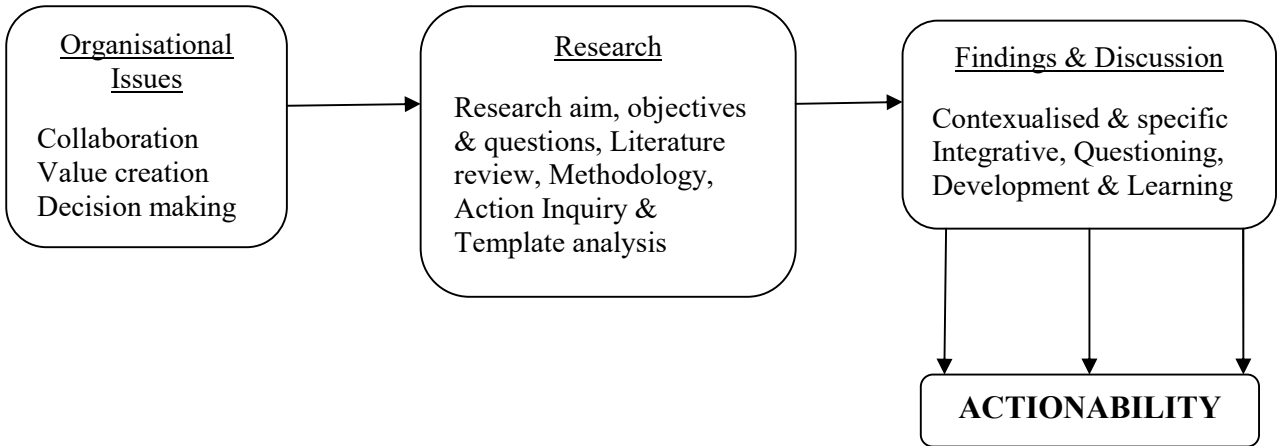 Organisational
Issues
Collaboration
Value creation
Decision making
Research
Research aim, objectives
& questions, Literature
review, Methodology,
Action Inquiry &
Template analysis
Findings & Discussion
Contexualised & specific
Integrative, Questioning,
Development & Learning
ACTIONABILITY